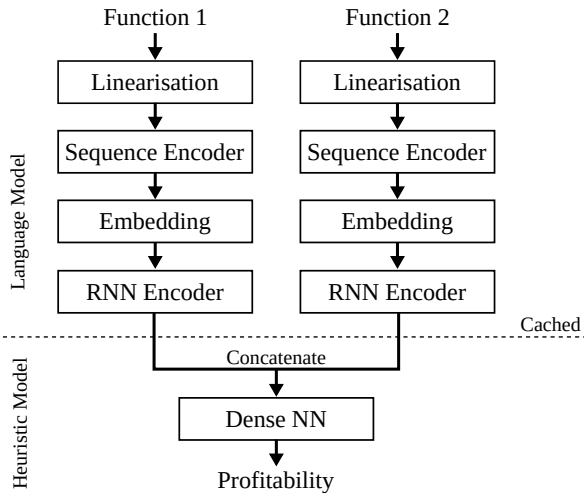 Function 1
Function 2
Linearisation
Linearisation
Sequence Encoder
Sequence Encoder
Embedding
Embedding
RNN Encoder
RNN Encoder
Language Model
Cached
Concatenate
Heuristic Model
Dense NN
Profitability